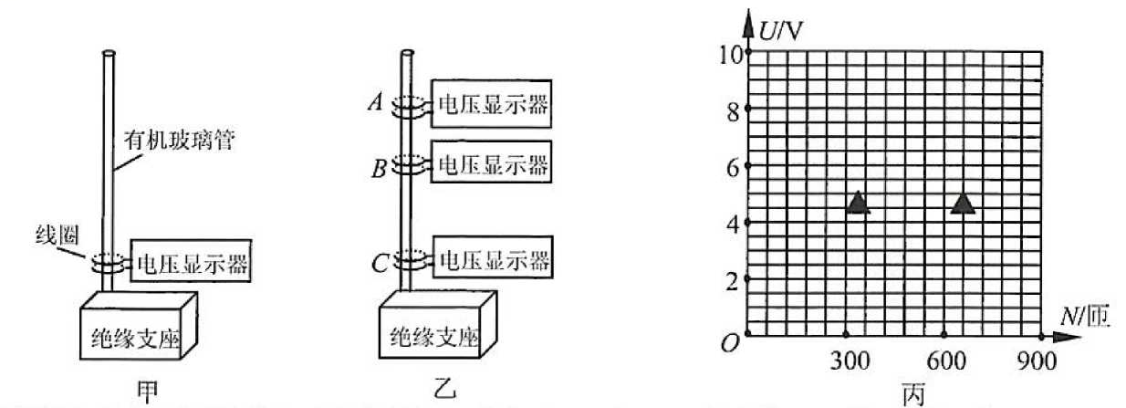 有机玻璃管
线圈
电压显示器
绝缘支座
甲
A
电压显示器
B
电压显示器
C
电压显示器
绝缘支座
乙
U/V
10
8
6
4
2
O
300
600
900
N/匝
丙